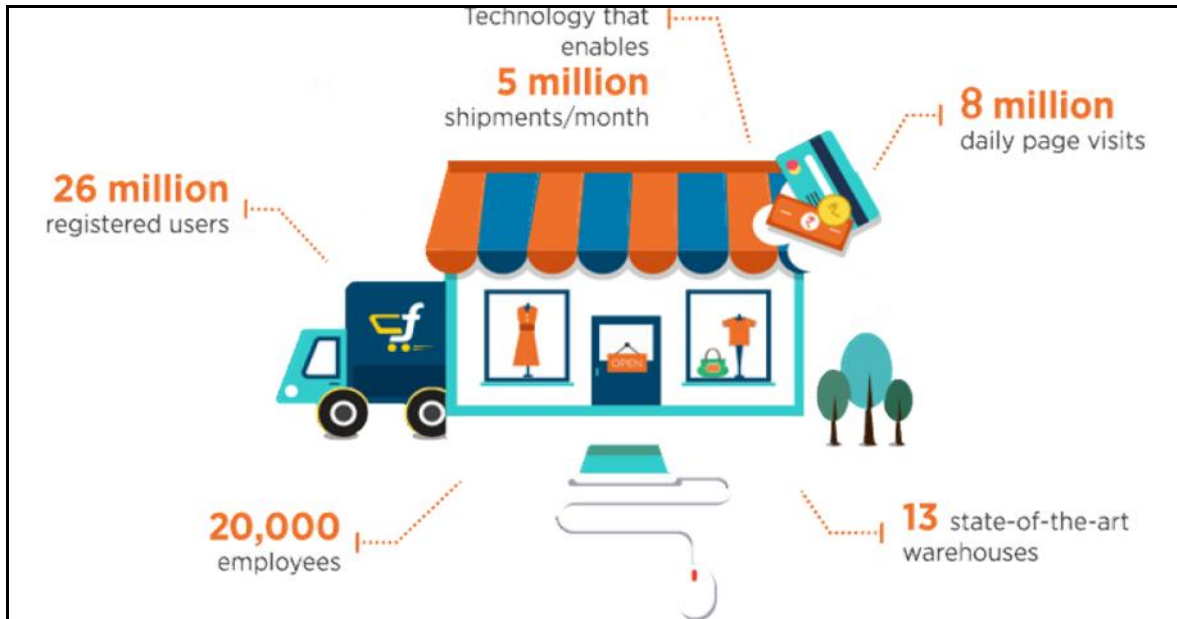 Technology that
enables
5 million
shipments/month
8 million
daily page visits
26 million
registered users
OPEN
20,000
employees
13 state-of-the-art
warehouses